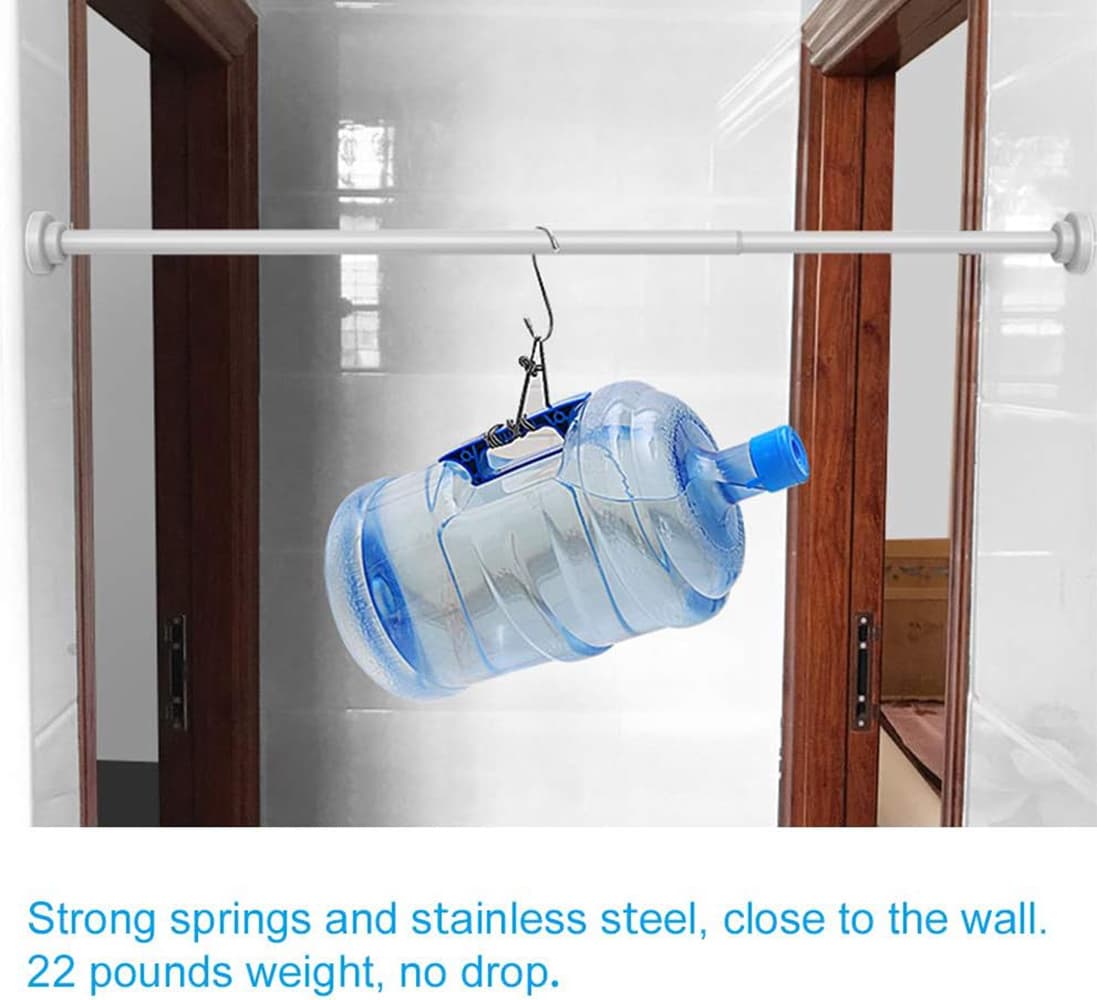 Strong springs and stainless steel, close to the wall.
22 pounds weight, no drop.